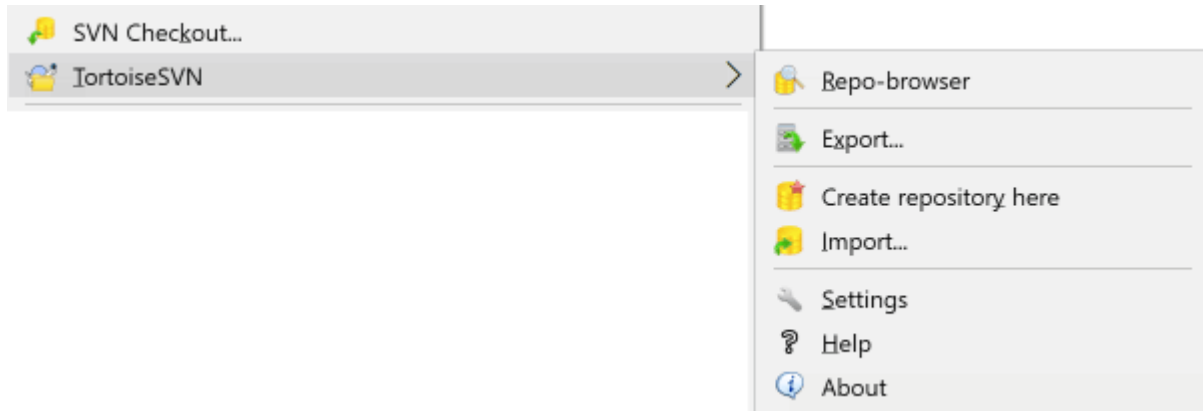 SVN Checkout...
TortoiseSVN
Repo-browser
Export...
Create repository here
Import...
Settings
Help
About